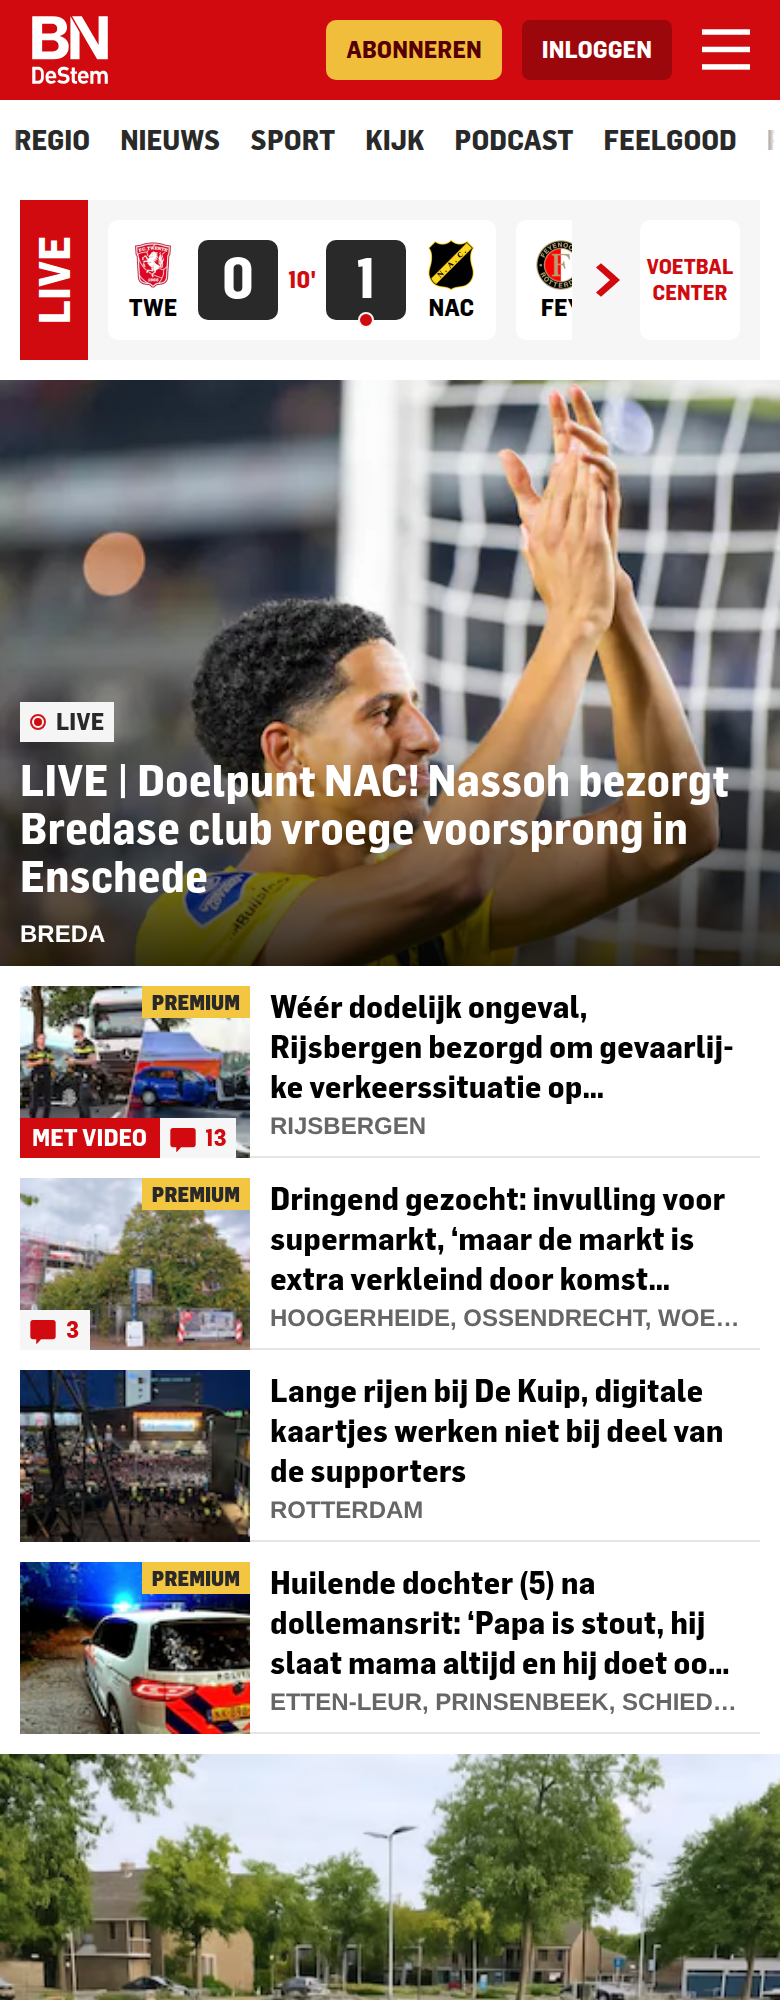 BN
DeStem
ABONNEREN
INLOGGEN
REGIO NIEUWS SPORT KIJK PODCAST FEELGOOD
LIVE
TWE
0
10'
1
NAC
FEY
VOETBAL
CENTER
LIVE
LIVE | Doelpunt NAC! Nassoh bezorgt
Bredase club vroege voorsprong in
Enschede
BREDA
PREMIUM
MET VIDEO
13
Wéér dodelijk ongeval,
Rijsbergen bezorgd om gevaarlij-
ke verkeerssituatie op...
RIJSBERGEN
PREMIUM
3
Dringend gezocht: invulling voor
supermarkt, ‘maar de markt is
extra verkleind door komst...
HOOGERHEIDE, OSSENDRECHT, WOE...
Lange rijen bij De Kuip, digitale
kaartjes werken niet bij deel van
de supporters
ROTTERDAM
PREMIUM
Huilende dochter (5) na
dollemansrit: ‘Papa is stout, hij
slaat mama altijd en hij doet oo...
ETTEN-LEUR, PRINSENBEEK, SCHIED...